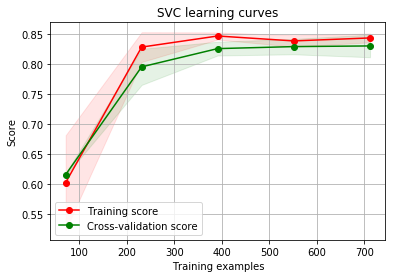 SVC learning curves
Score
0.85
0.80
0.75
0.70
0.65
0.60
0.55
Training score
Cross-validation score
100 200 300 400 500 600 700
Training examples